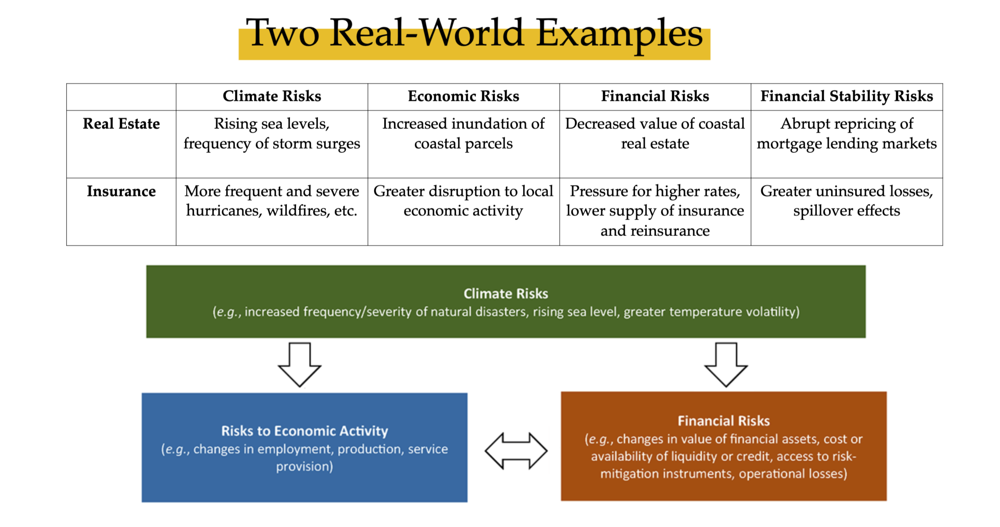 Two Real-World Examples
Climate Risks
Economic Risks
Financial Risks
Financial Stability Risks
Real Estate
Rising sea levels,
frequency of storm surges
Increased inundation of
coastal parcels
Decreased value of coastal
real estate
Abrupt repricing of
mortgage lending markets
Insurance
More frequent and severe
hurricanes, wildfires, etc.
Greater disruption to local
economic activity
Pressure for higher rates,
lower supply of insurance
and reinsurance
Greater uninsured losses,
spillover effects
Climate Risks
(e.g., increased frequency/severity of natural disasters, rising sea level, greater temperature volatility)
Risks to Economic Activity
(e.g., changes in employment, production, service
provision)
Financial Risks
(e.g., changes in value of financial assets, cost or
availability of liquidity or credit, access to risk-
mitigation instruments, operational losses)